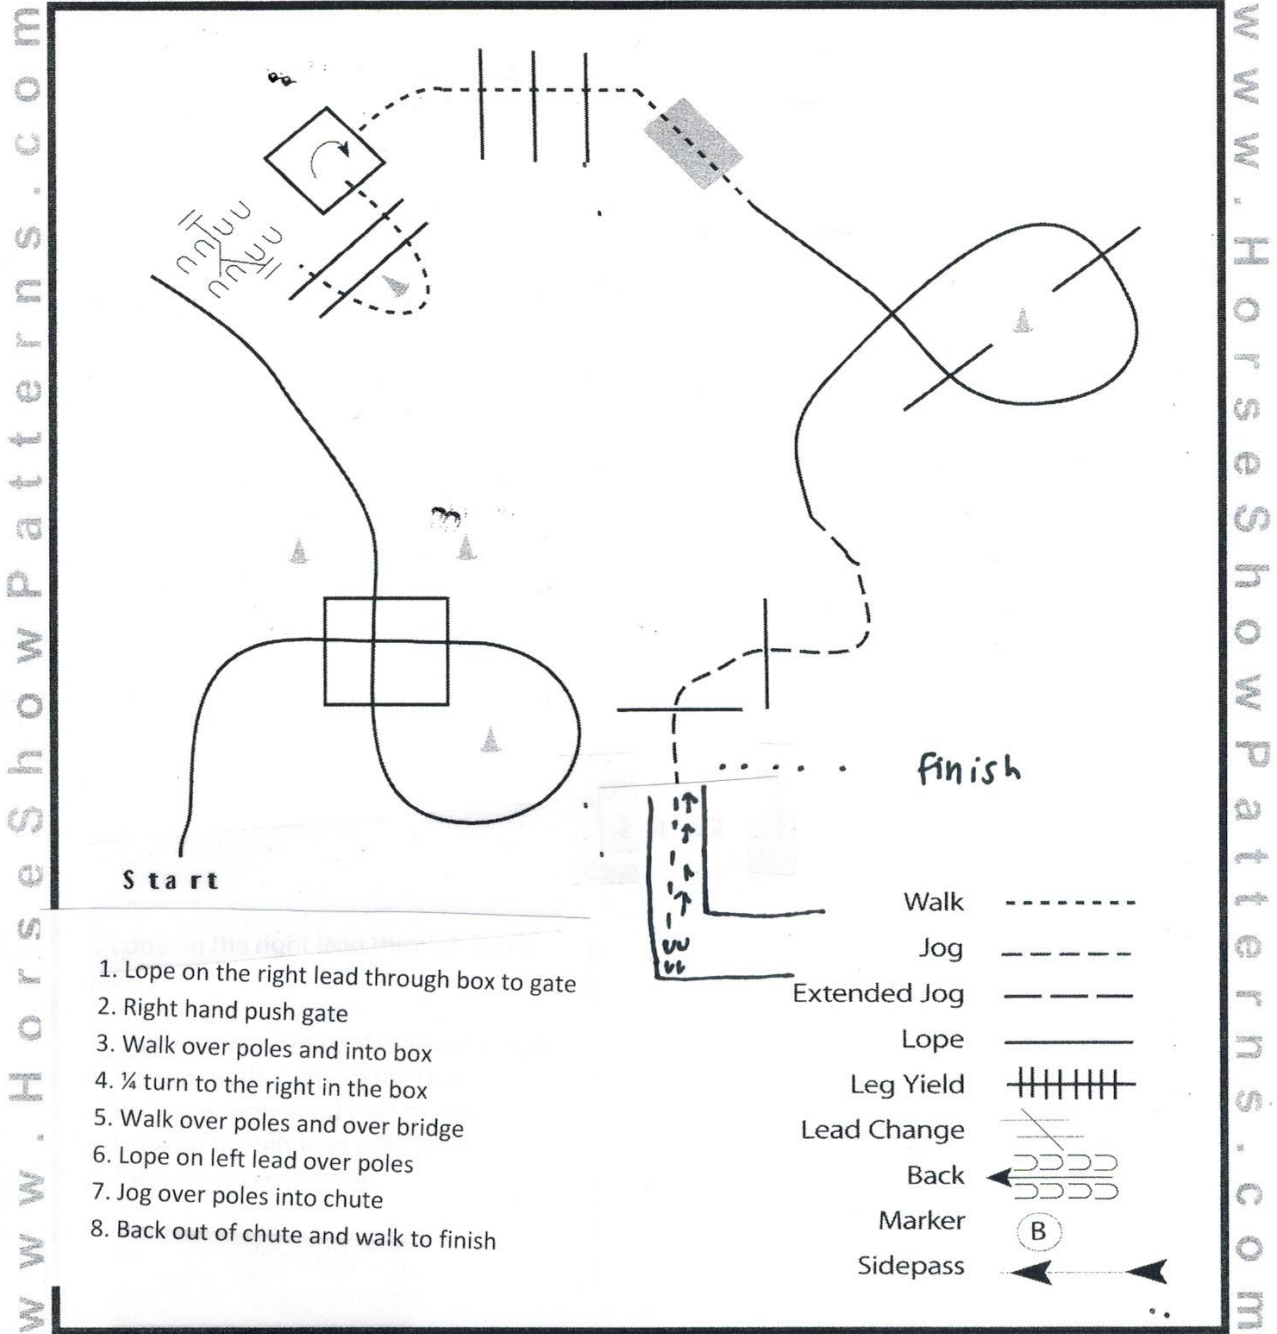 www.HorseShowPatterns.com
www.HorseShowPatterns.com
finish
Start
1. Lope on the right lead through box to gate
2. Right hand push gate
3. Walk over poles and into box
4. ¼ turn to the right in the box
5. Walk over poles and over bridge
6. Lope on left lead over poles
7. Jog over poles into chute
8. Back out of chute and walk to finish
Walk
Jog
Extended Jog
Lope
Leg Yield
Lead Change
Back
Marker B
Sidepass